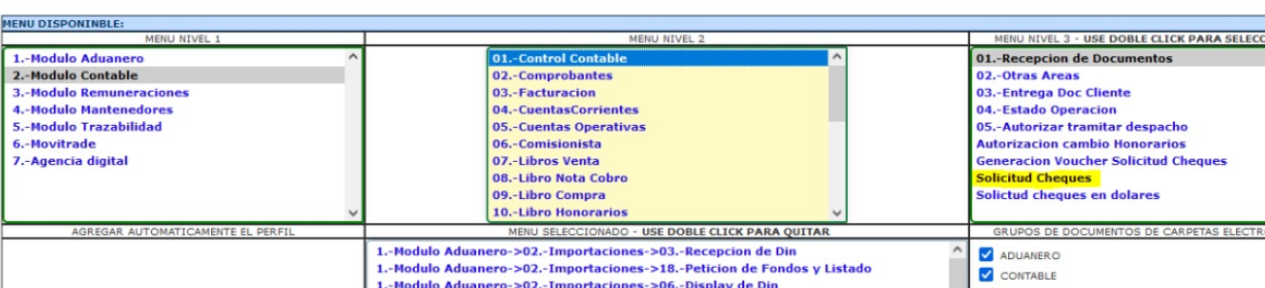 MENU DISPONINBLE:
MENU NIVEL 1
1.-Modulo Aduanero
2.-Modulo Contable
3.-Modulo Remuneraciones
4.-Modulo Mantenedores
5.-Modulo Trazabilidad
6.-Movitrade
7.-Agencia digital
MENU NIVEL 2
01.-Control Contable
02.-Comprobantes
03.-Facturacion
04.-CuentasCorrientes
05.-Cuentas Operativas
06.-Comisionista
07.-Libros Venta
08.-Libro Nota Cobro
09.-Libro Compra
10.-Libro Honorarios
MENU NIVEL 3 - USE DOBLE CLICK PARA SELECC
01.-Recepcion de Documentos
02.-Otras Areas
03.-Entrega Doc Cliente
04.-Estado Operacion
05.-Autorizar tramitar despacho
Autorizacion cambio Honorarios
Generacion Voucher Solicitud Cheques
Solicitud Cheques
Solictud cheques en dolares
AGREGAR AUTOMATICAMENTE EL PERFIL
MENU SELECCIONADO - USE DOBLE CLICK PARA QUITAR
1.-Modulo Aduanero->02.-Importaciones->03.-Recepcion de Din
1.-Modulo Aduanero->02.-Importaciones->18.-Peticion de Fondos y Listado
1.-Modulo Aduanero->02.-Importaciones->06.-Display de Din
GRUPOS DE DOCUMENTOS DE CARPETAS ELECTR
ADUANERO
CONTABLE